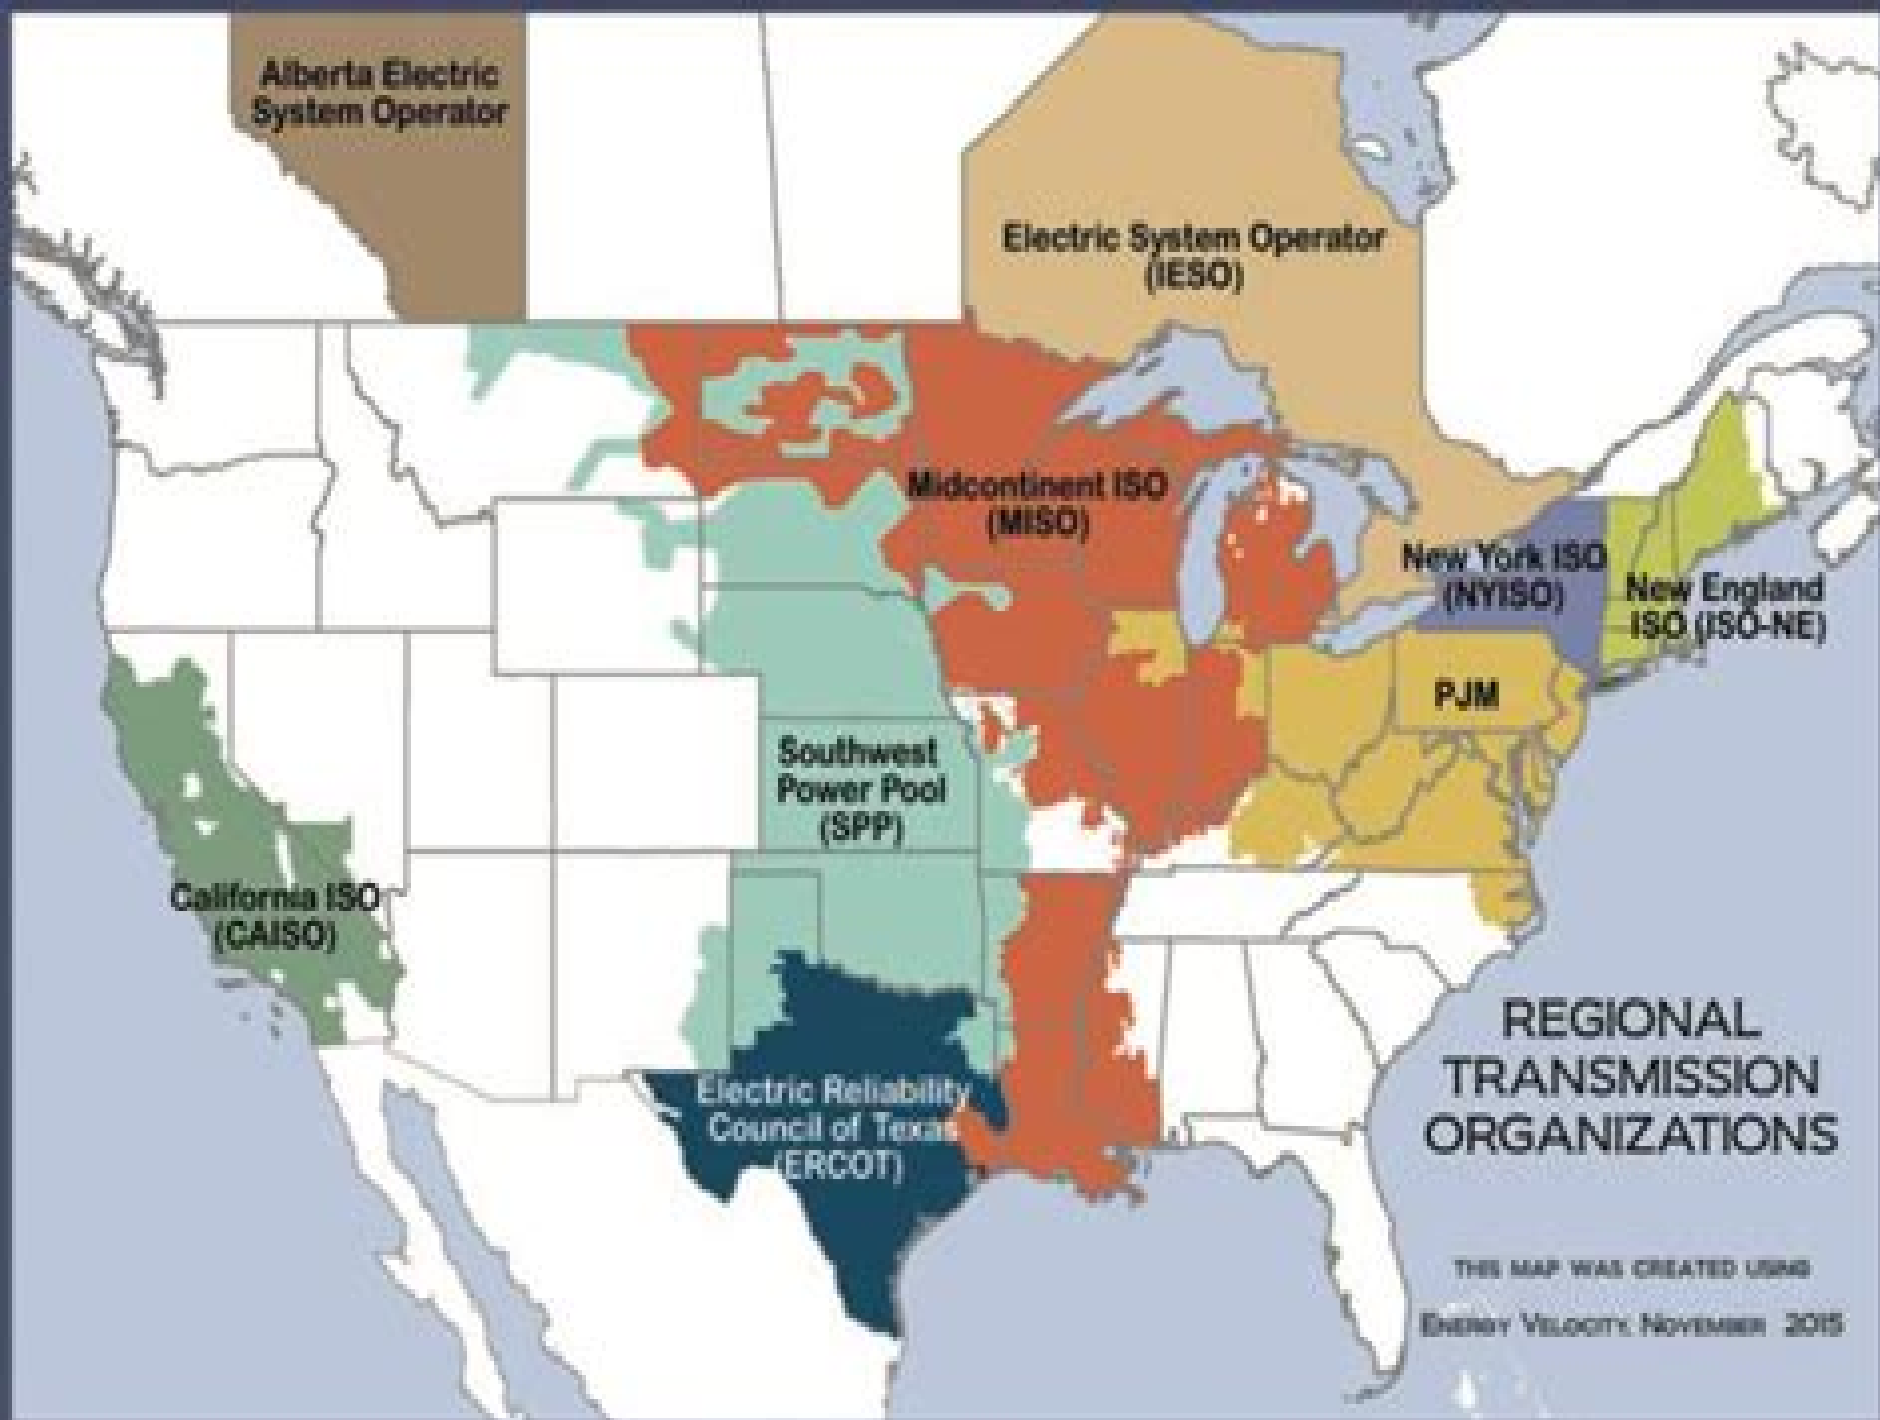 Alberta Electric
System Operator
Electric System Operator
(IESO)
Midcontinent ISO
(MISO)
New York ISO
(NYISO)
New England
ISO (ISO-NE)
PJM
Southwest
Power Pool
(SPP)
California ISO
(CAISO)
Electric Reliability
Council of Texas
(ERCOT)
REGIONAL
TRANSMISSION
ORGANIZATIONS
THIS MAP WAS CREATED USING
ENERGY VELOCITY, NOVEMBER 2015